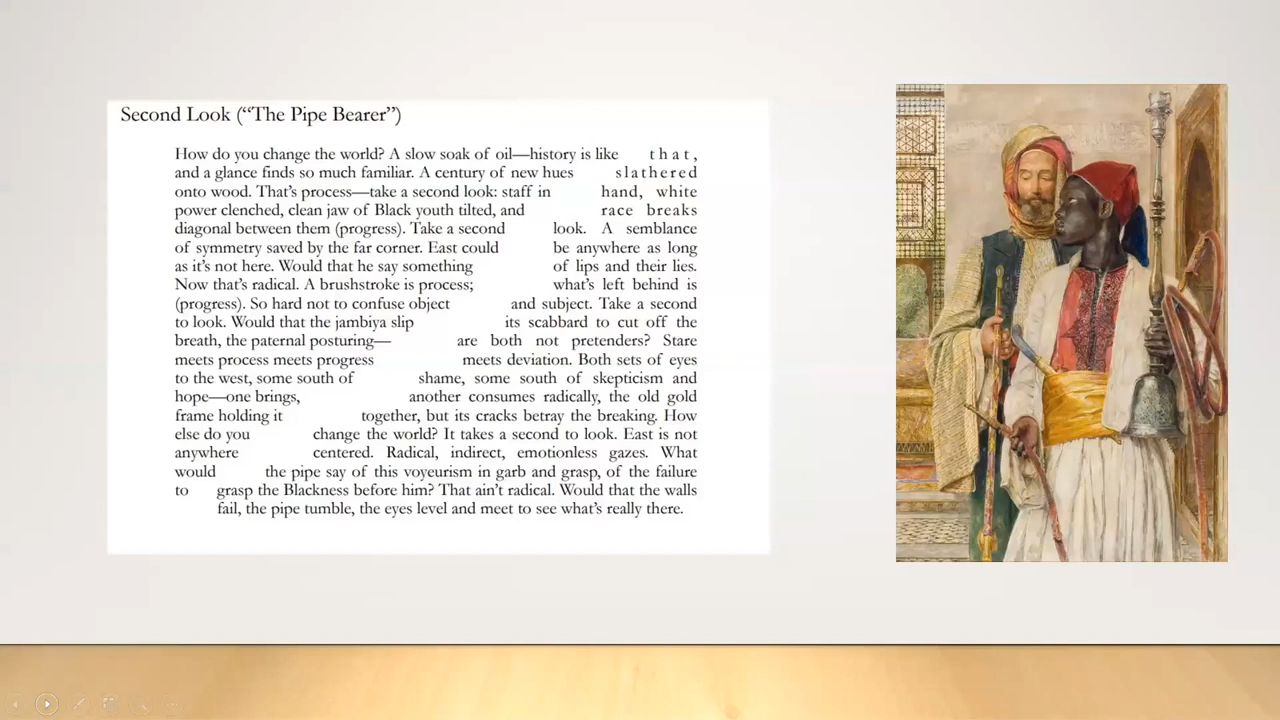 Second Look (“The Pipe Bearer”)
How do you change the world? A slow soak of oil—history is like that,
and a glance finds so much familiar. A century of new hues slathered
onto wood. That’s process—take a second look: staff in hand, white
power clenched, clean jaw of Black youth tilted, and race breaks
diagonal between them (progress). Take a second look. A semblance
of symmetry saved by the far corner. East could be anywhere as long
as it’s not here. Would that he say something of lips and their lies.
Now that’s radical. A brushstroke is process; what’s left behind is
(progress). So hard not to confuse object and subject. Take a second
to look. Would that the jambiya slip its scabbard to cut off the
breath, the paternal posturing— are both not pretenders? Stare
meets process meets progress meets deviation. Both sets of eyes
to the west, some south of shame, some south of skepticism and
hope—one brings, another consumes radically, the old gold
frame holding it together, but its cracks betray the breaking. How
else do you change the world? It takes a second to look. East is not
anywhere centered. Radical, indirect, emotionless gazes. What
would the pipe say of this voyeurism in garb and grasp, of the failure
to grasp the Blackness before him? That ain’t radical. Would that the walls
fail, the pipe tumble, the eyes level and meet to see what’s really there.